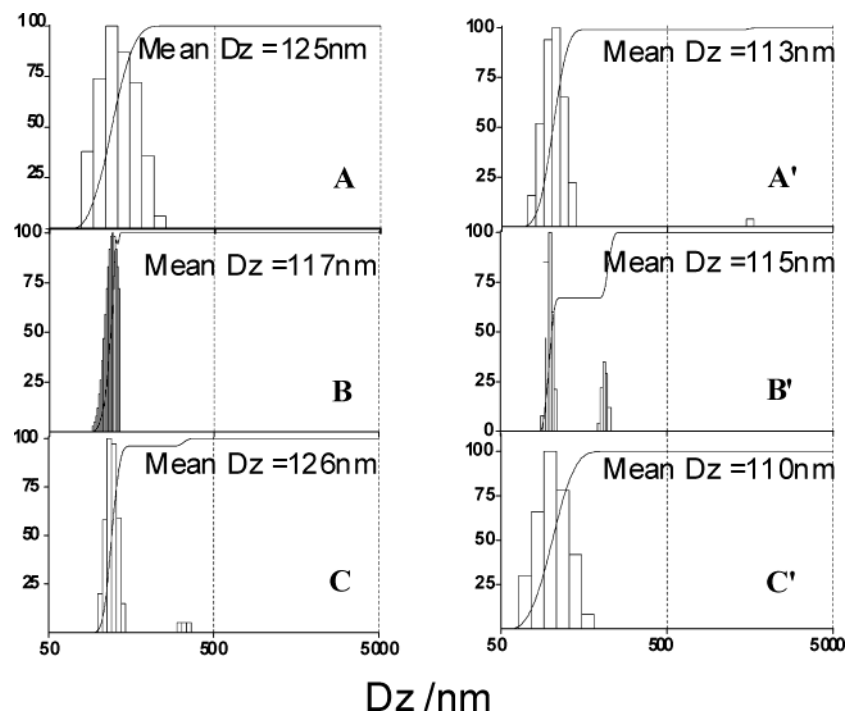 100
Mean Dz =125nm
75
50
A
25
100
Mean Dz =113nm
75
50
A'
25
100
Mean Dz =117nm
75
50
B
25
100
Mean Dz =115nm
75
50
B'
25
0
100
Mean Dz =126nm
75
50
C
25
50 500 5000
100
Mean Dz =110nm
75
50
C'
25
50 500 5000
Dz /nm